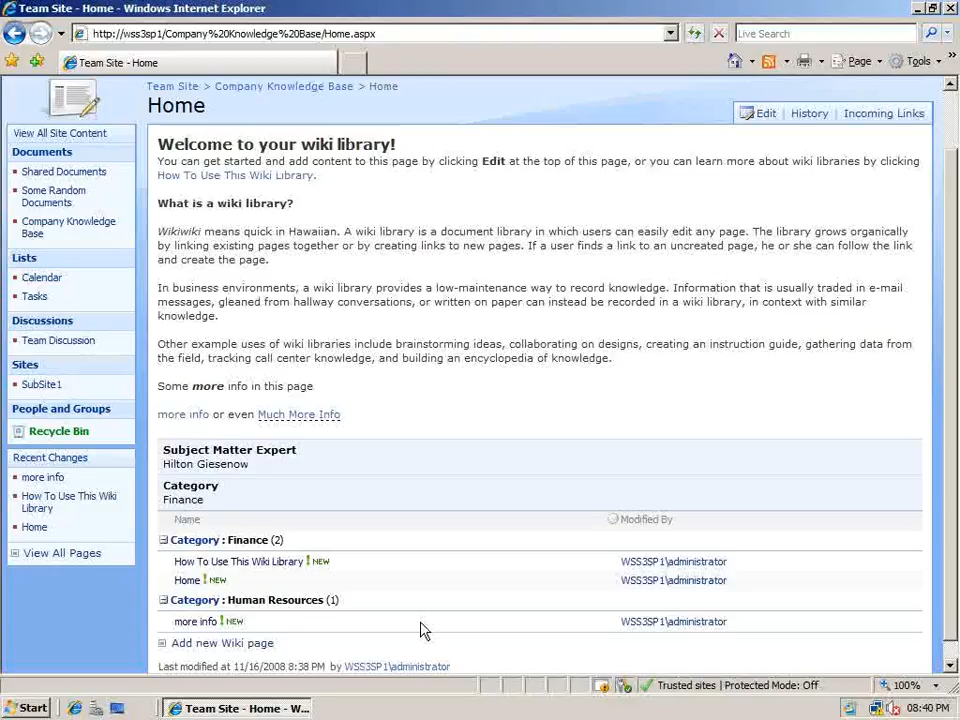 Team Site - Home - Windows Internet Explorer
http://wss3sp1/Company%20Knowledge%20Base/Home.aspx
Live Search
Team Site - Home
Page
Tools
Team Site > Company Knowledge Base > Home
Home
Edit
History
Incoming Links
View All Site Content
Documents
Shared Documents
Some Random
Documents
Company Knowledge
Base
Lists
Calendar
Tasks
Discussions
Team Discussion
Sites
SubSite1
People and Groups
Recycle Bin
Recent Changes
more info
How To Use This Wiki
Library
Home
View All Pages
Welcome to your wiki library!
You can get started and add content to this page by clicking Edit at the top of this page, or you can learn more about wiki libraries by clicking
How To Use This Wiki Library.
What is a wiki library?
Wikiwiki means quick in Hawaiian. A wiki library is a document library in which users can easily edit any page. The library grows organically
by linking existing pages together or by creating links to new pages. If a user finds a link to an uncreated page, he or she can follow the link
and create the page.
In business environments, a wiki library provides a low-maintenance way to record knowledge. Information that is usually traded in e-mail
messages, gleaned from hallway conversations, or written on paper can instead be recorded in a wiki library, in context with similar
knowledge.
Other example uses of wiki libraries include brainstorming ideas, collaborating on designs, creating an instruction guide, gathering data from
the field, tracking call center knowledge, and building an encyclopedia of knowledge.
Some more info in this page
more info or even Much More Info
Subject Matter Expert
Hilton Giesenow
Category
Finance
Name Modified By
Category : Finance (2)
How To Use This Wiki Library ! NEW WSS3SP1\administrator
Home ! NEW WSS3SP1\administrator
Category : Human Resources (1)
more info ! NEW WSS3SP1\administrator
Add new Wiki page
Last modified at 11/16/2008 8:38 PM by WSS3SP1\administrator
Trusted sites | Protected Mode: Off
100%
Start
Team Site - Home - W...
08:40 PM